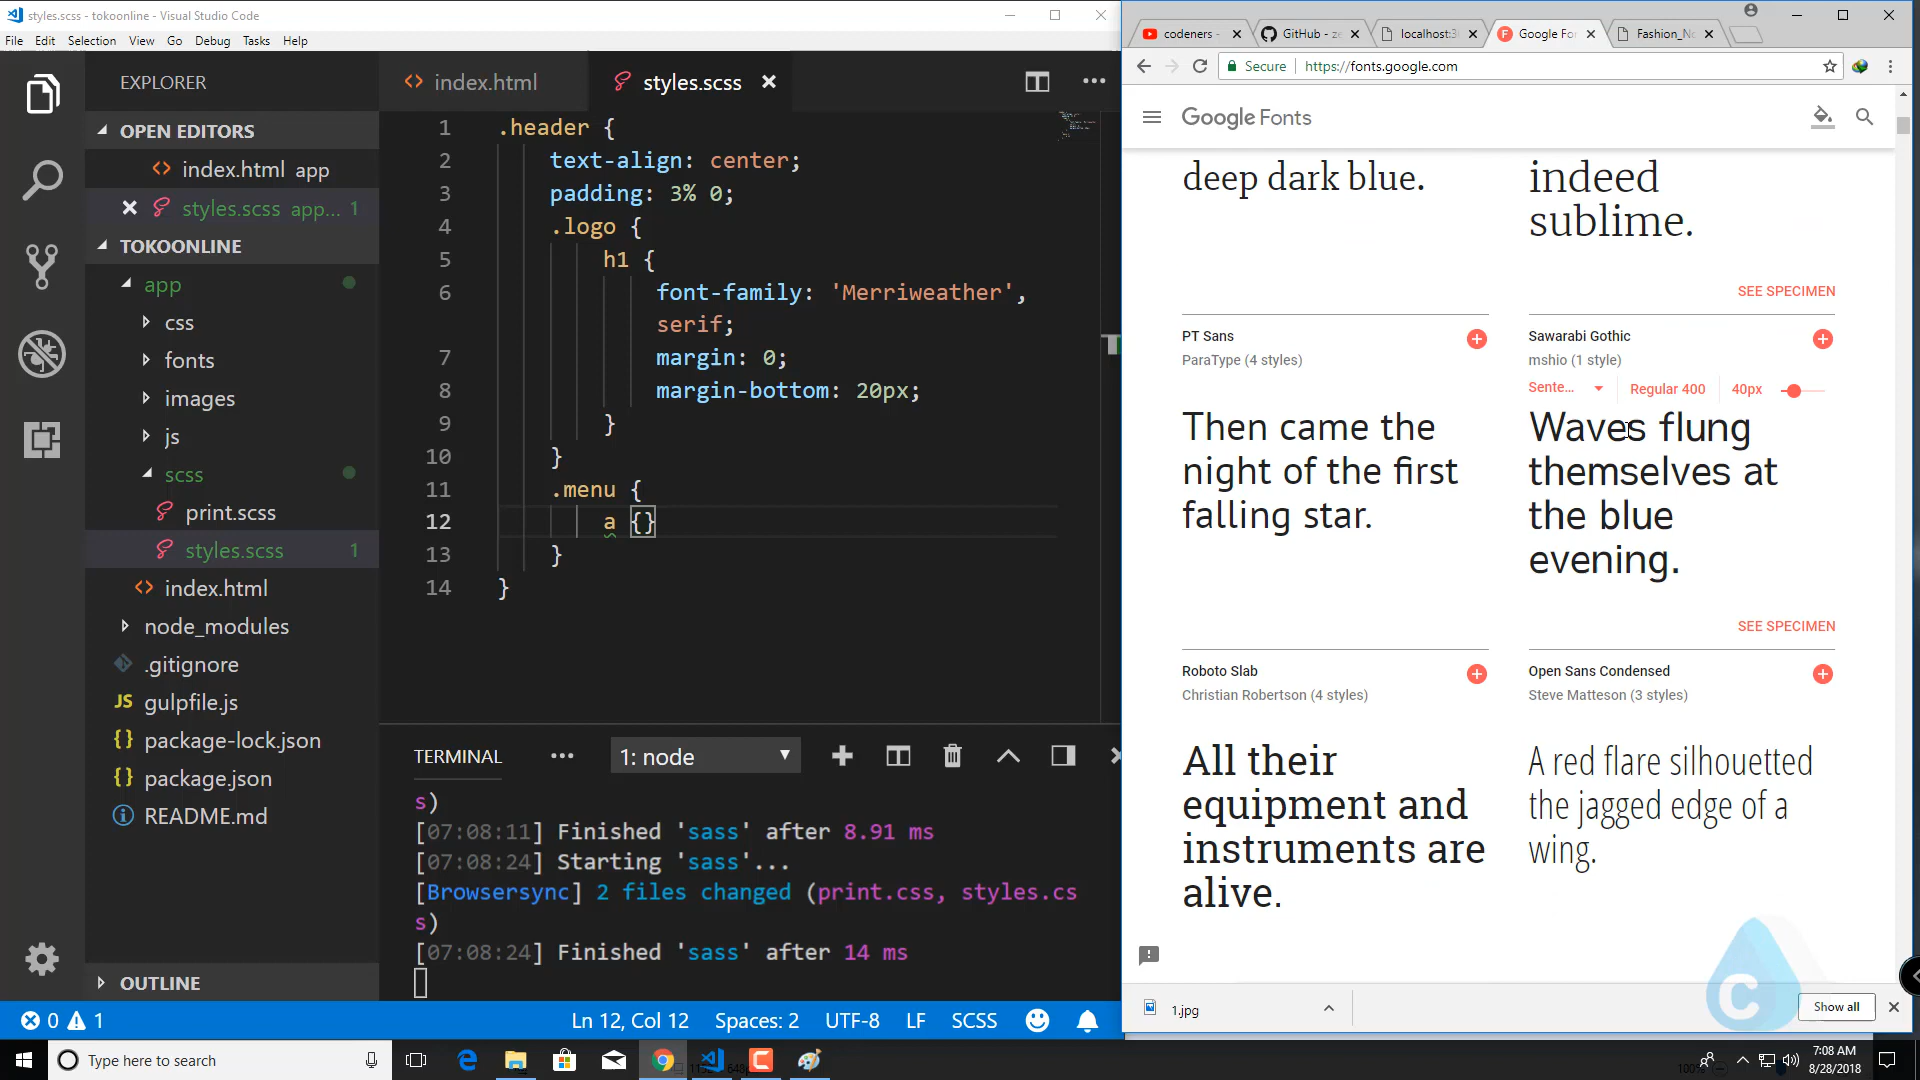 styles.scss - tokoonline - Visual Studio Code
File Edit Selection View Go Debug Tasks Help
EXPLORER
OPEN EDITORS
index.html app
styles.scss app... 1
TOKOONLINE
app
css
fonts
images
js
scss
print.scss
styles.scss 1
index.html
node_modules
.gitignore
JS gulpfile.js
{} package-lock.json
{} package.json
README.md
OUTLINE
index.html styles.scss
1 .header {
2 text-align: center;
3 padding: 3% 0;
4 .logo {
5 h1 {
6 font-family: 'Merriweather',
serif;
7 margin: 0;
8 margin-bottom: 20px;
9 }
10 }
11 .menu {
12 a {}
13 }
14 }
TERMINAL ... 1: node
s)
[07:08:11] Finished 'sass' after 8.91 ms
[07:08:24] Starting 'sass'...
[Browsersync] 2 files changed (print.css, styles.cs
s)
[07:08:24] Finished 'sass' after 14 ms
0 1 Ln 12, Col 12 Spaces: 2 UTF-8 LF SCSS
codeners - GitHub - ze localhost:3 Google Fo Fashion_N
Secure https://fonts.google.com
Google Fonts
deep dark blue.
indeed
sublime.
SEE SPECIMEN
PT Sans
ParaType (4 styles)
Then came the
night of the first
falling star.
Sawarabi Gothic
mshio (1 style)
Sente... Regular 400 40px
Waves flung
themselves at
the blue
evening.
SEE SPECIMEN
Roboto Slab
Christian Robertson (4 styles)
All their
equipment and
instruments are
alive.
Open Sans Condensed
Steve Matteson (3 styles)
A red flare silhouetted
the jagged edge of a
wing.
C
1.jpg
Show all
Type here to search
7:08 AM
8/28/2018